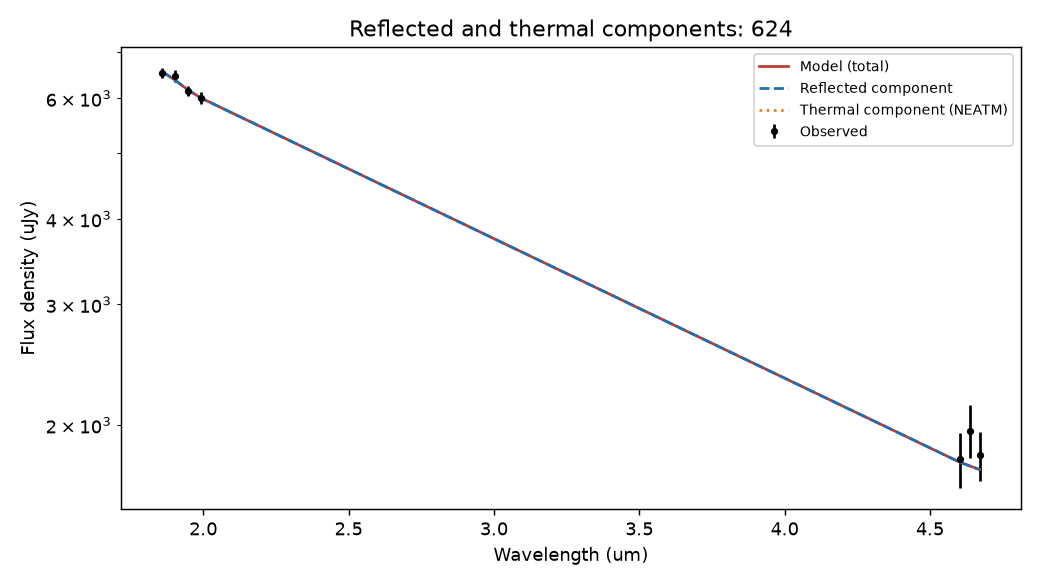 Reflected and thermal components: 624
Model (total)
Reflected component
Thermal component (NEATM)
Observed
Flux density (uJy)
6 × 10³
4 × 10³
3 × 10³
2 × 10³
2.0 2.5 3.0 3.5 4.0 4.5
Wavelength (um)